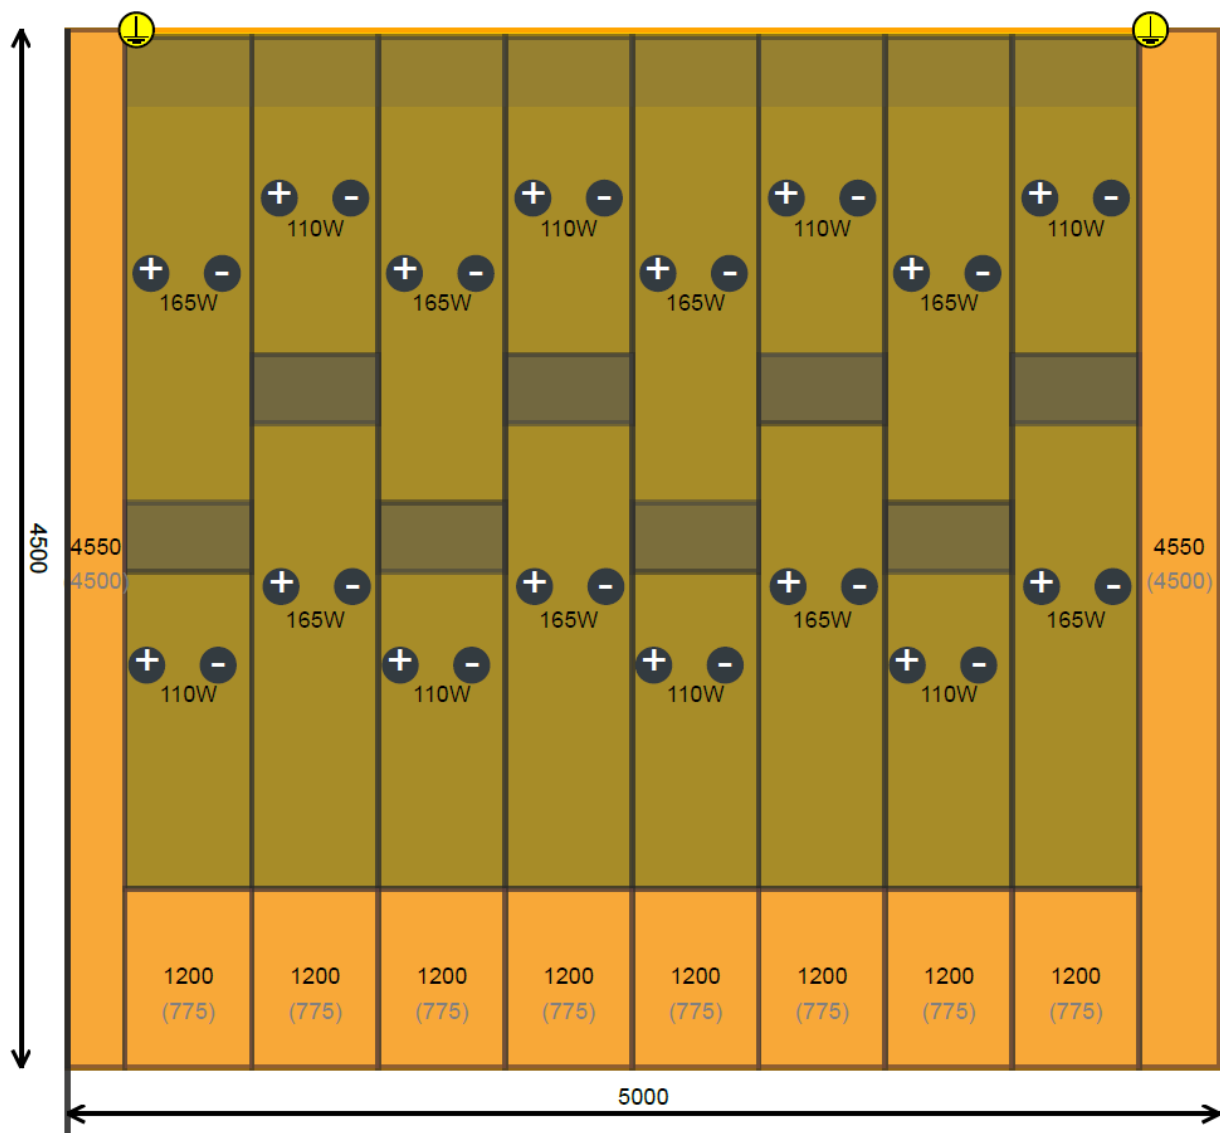 + - + - + - + -
110W 110W 110W 110W
+ - + - + - + -
165W 165W 165W 165W
4500
4550 4550
(4500) (4500)
+ - + - + - + -
165W 165W 165W 165W
+ - + - + - + -
110W 110W 110W 110W
1200 1200 1200 1200 1200 1200 1200 1200
(775) (775) (775) (775) (775) (775) (775) (775)
5000